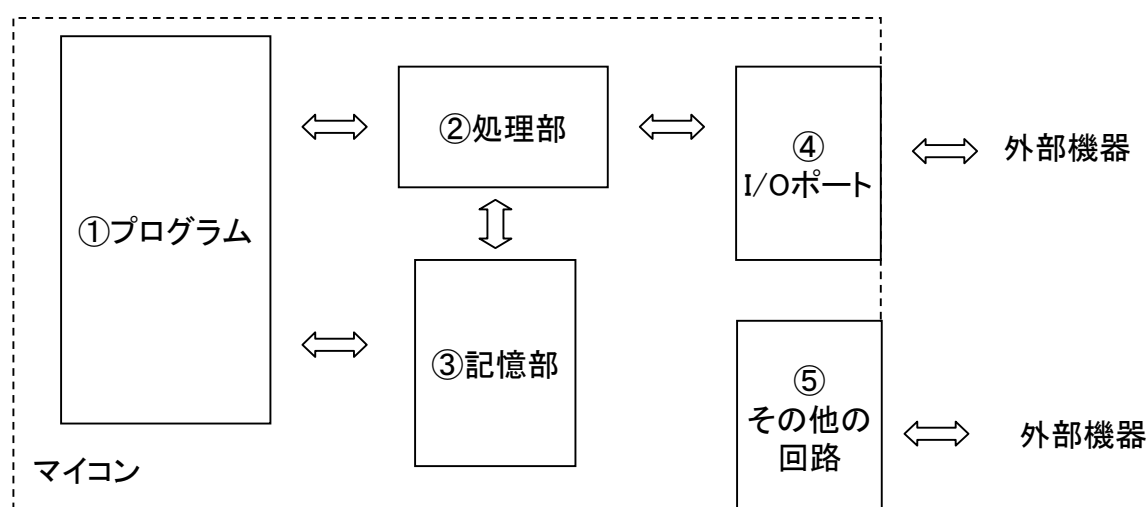 ①プログラム
②処理部
③記憶部
④
I/Oポート
外部機器
⑤
その他の
回路
外部機器
マイコン